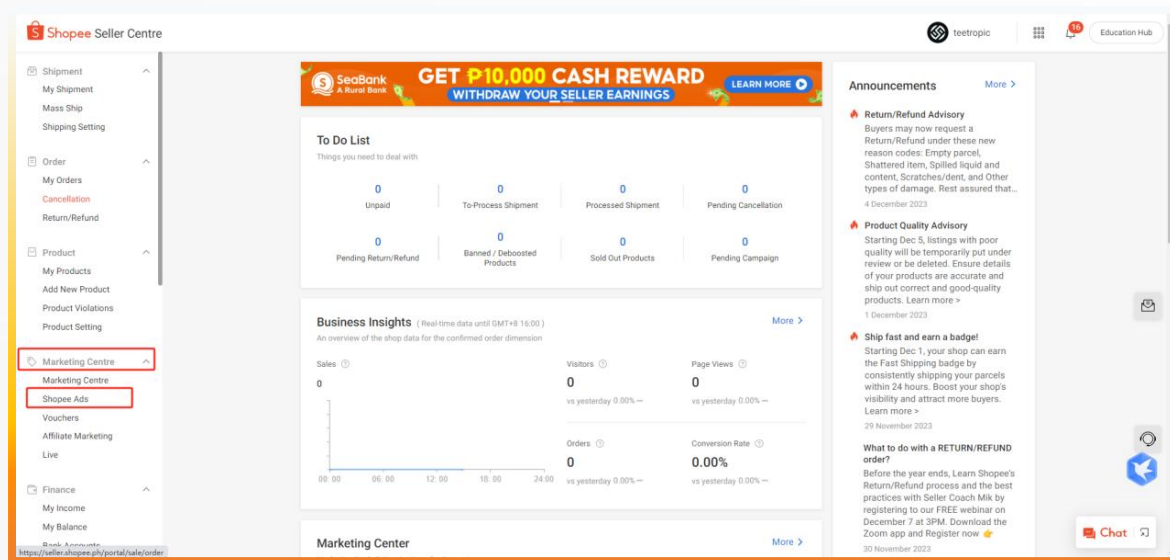 Shopee Seller Centre
teetropic
16
Education Hub
Shipment
My Shipment
Mass Ship
Shipping Setting
Order
My Orders
Cancellation
Return/Refund
Product
My Products
Add New Product
Product Violations
Product Setting
Marketing Centre
Marketing Centre
Shopee Ads
Vouchers
Affiliate Marketing
Live
Finance
My Income
My Balance
Bank Accounts
https://seller.shopee.ph/portal/sale/order
SeaBank
A Rural Bank
GET ₱10,000 CASH REWARD
WITHDRAW YOUR SELLER EARNINGS
LEARN MORE
To Do List
Things you need to deal with
0
Unpaid
0
To-Process Shipment
0
Processed Shipment
0
Pending Cancellation
0
Pending Return/Refund
0
Banned / Deboosted
Products
0
Sold Out Products
0
Pending Campaign
Business Insights (Real-time data until GMT+8 16:00)
More >
An overview of the shop data for the confirmed order dimension
Sales
0
00:00 06:00 12:00 18:00 24:00
Visitors
0
vs yesterday 0.00% —
Page Views
0
vs yesterday 0.00% —
Orders
0
vs yesterday 0.00% —
Conversion Rate
0.00%
vs yesterday 0.00% —
Marketing Center
More >
Announcements
More >
Return/Refund Advisory
Buyers may now request a
Return/Refund under these new
reason codes: Empty parcel,
Shattered item, Spilled liquid and
content, Scratches/dent, and Other
types of damage. Rest assured that...
4 December 2023
Product Quality Advisory
Starting Dec 5, listings with poor
quality will be temporarily put under
review or be deleted. Ensure details
of your products are accurate and
ship out correct and good-quality
products. Learn more >
1 December 2023
Ship fast and earn a badge!
Starting Dec 1, your shop can earn
the Fast Shipping badge by
consistently shipping your parcels
within 24 hours. Boost your shop's
visibility and attract more buyers.
Learn more >
29 November 2023
What to do with a RETURN/REFUND
order?
Before the year ends, Learn Shopee's
Return/Refund process and the best
practices with Seller Coach Mik by
registering to our FREE webinar on
December 7 at 3PM. Download the
Zoom app and Register now 👉
30 November 2023
Chat